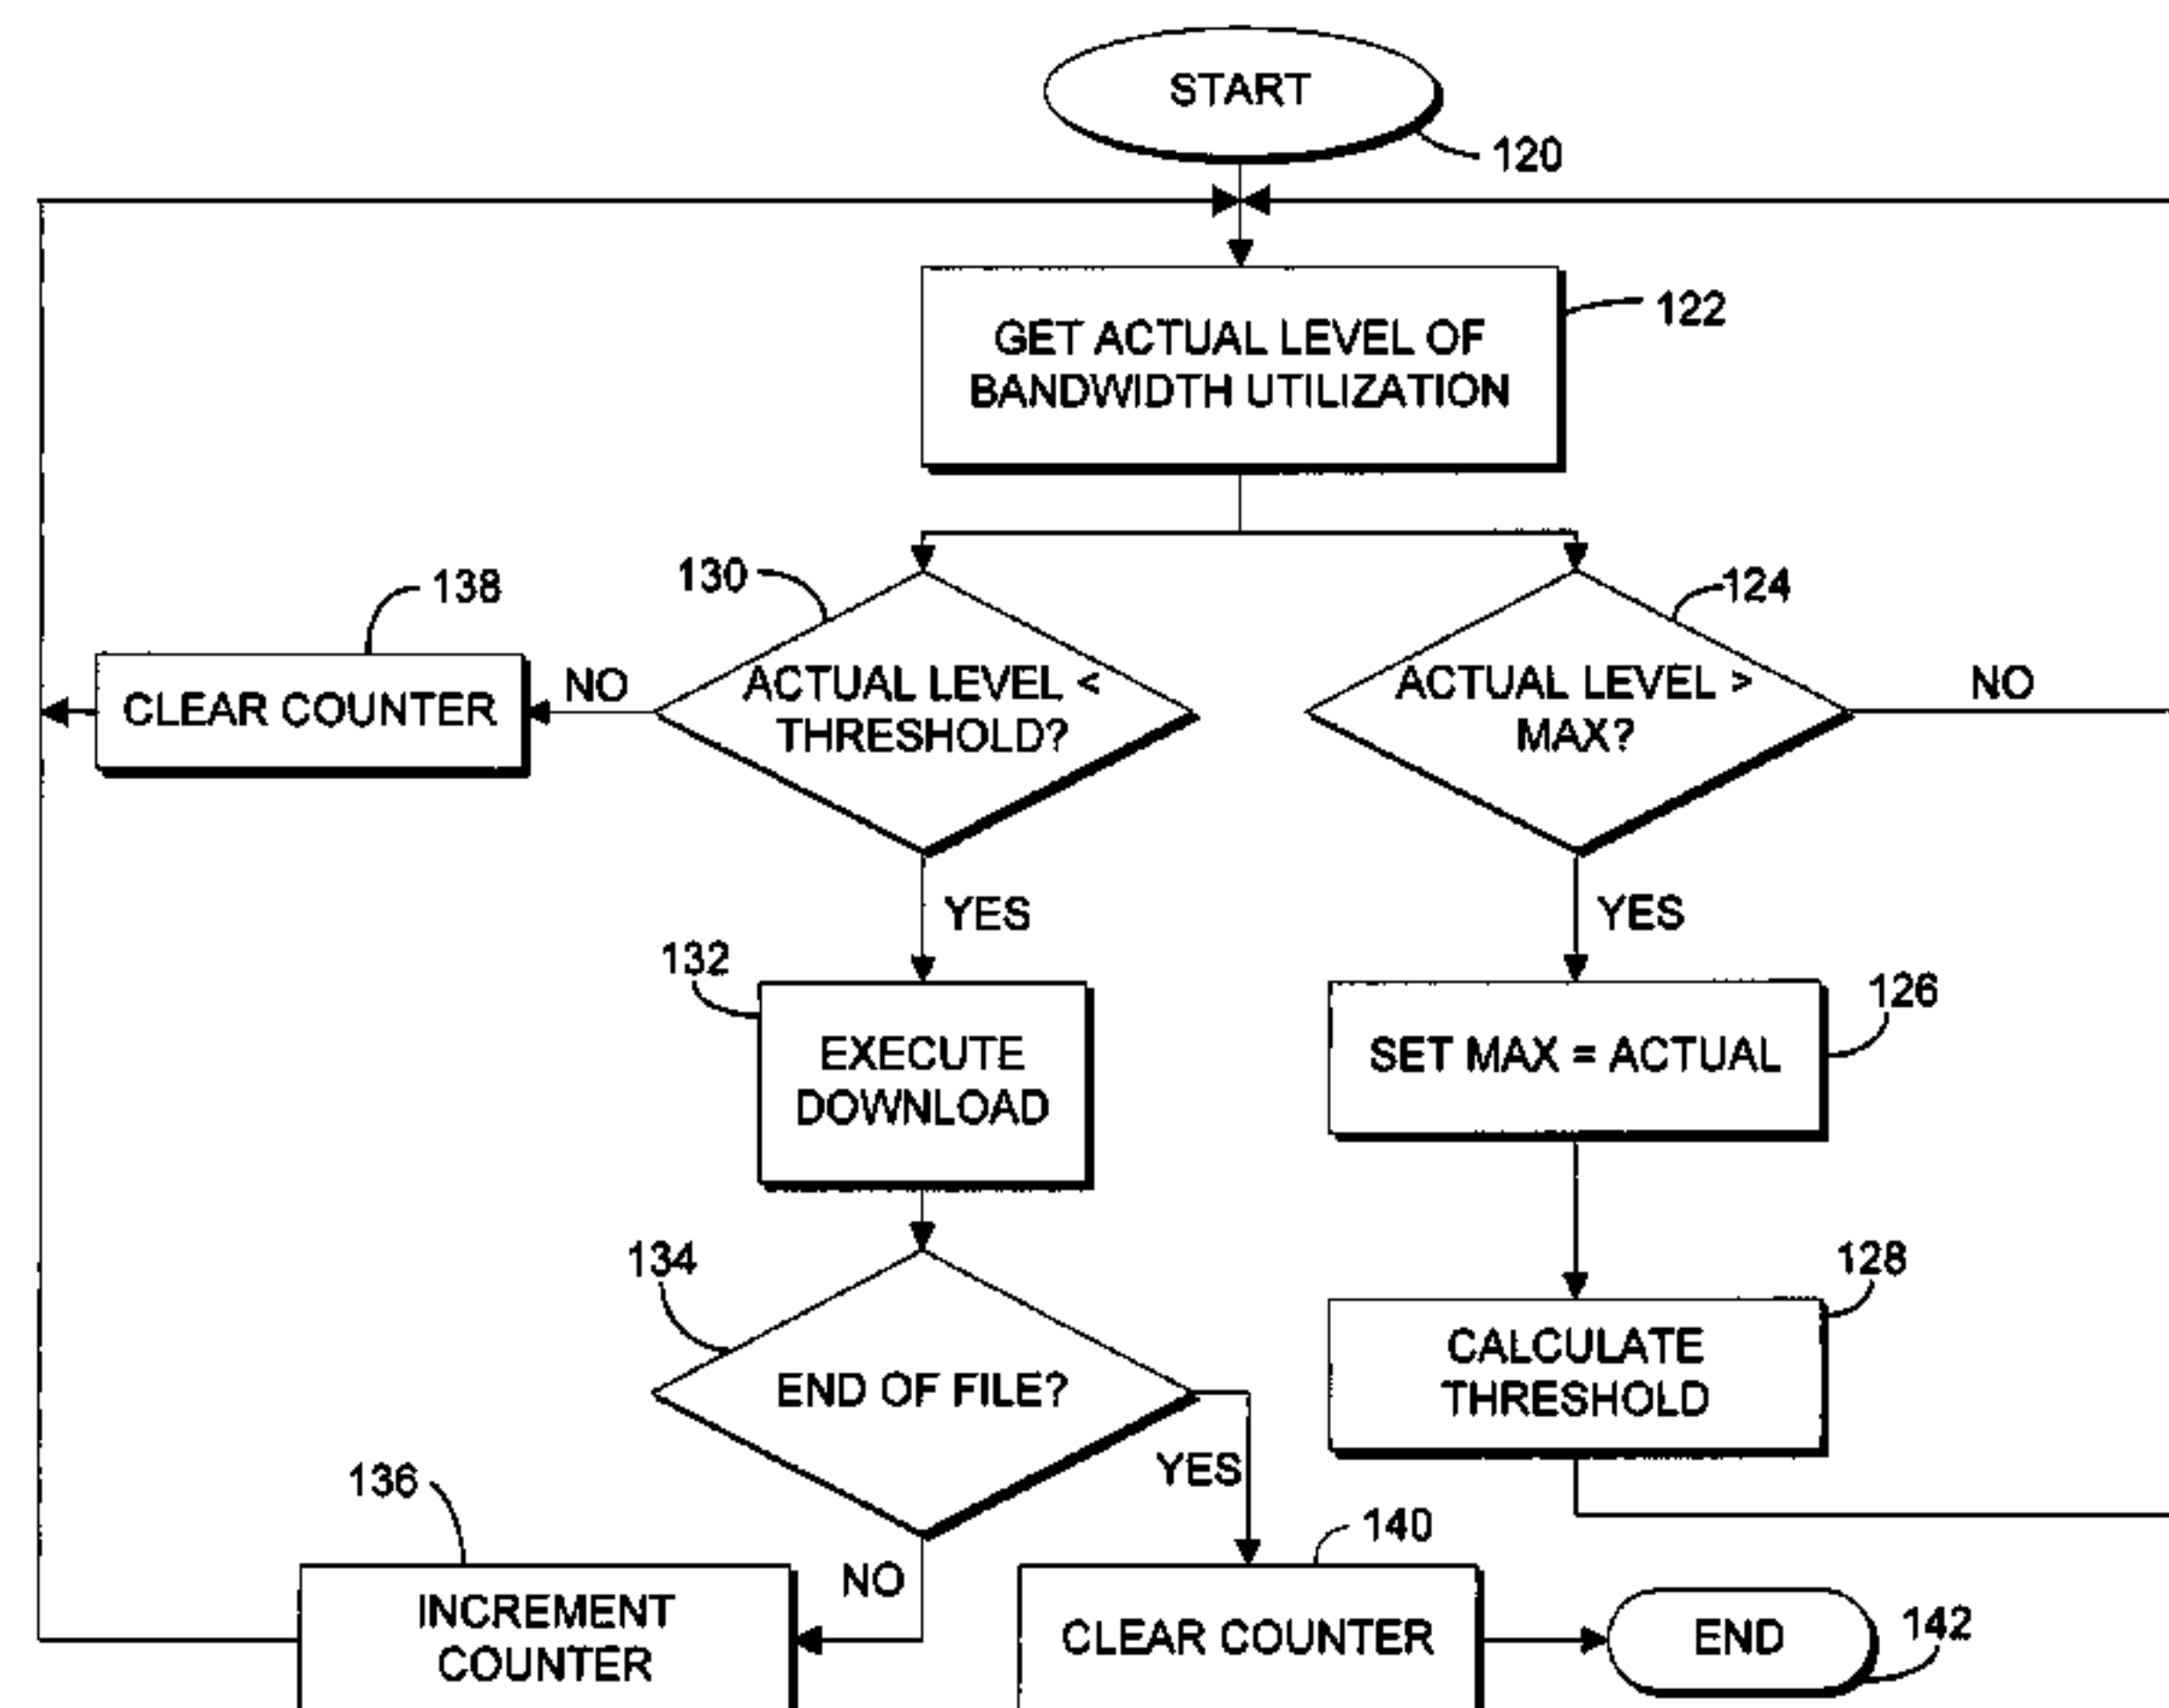 START
120
GET ACTUAL LEVEL OF
BANDWIDTH UTILIZATION
122
138
130
124
CLEAR COUNTER
NO
ACTUAL LEVEL <
THRESHOLD?
ACTUAL LEVEL >
MAX?
NO
YES
YES
132
EXECUTE
DOWNLOAD
SET MAX = ACTUAL
126
134
END OF FILE?
CALCULATE
THRESHOLD
128
YES
136
140
NO
INCREMENT
COUNTER
CLEAR COUNTER
END
142